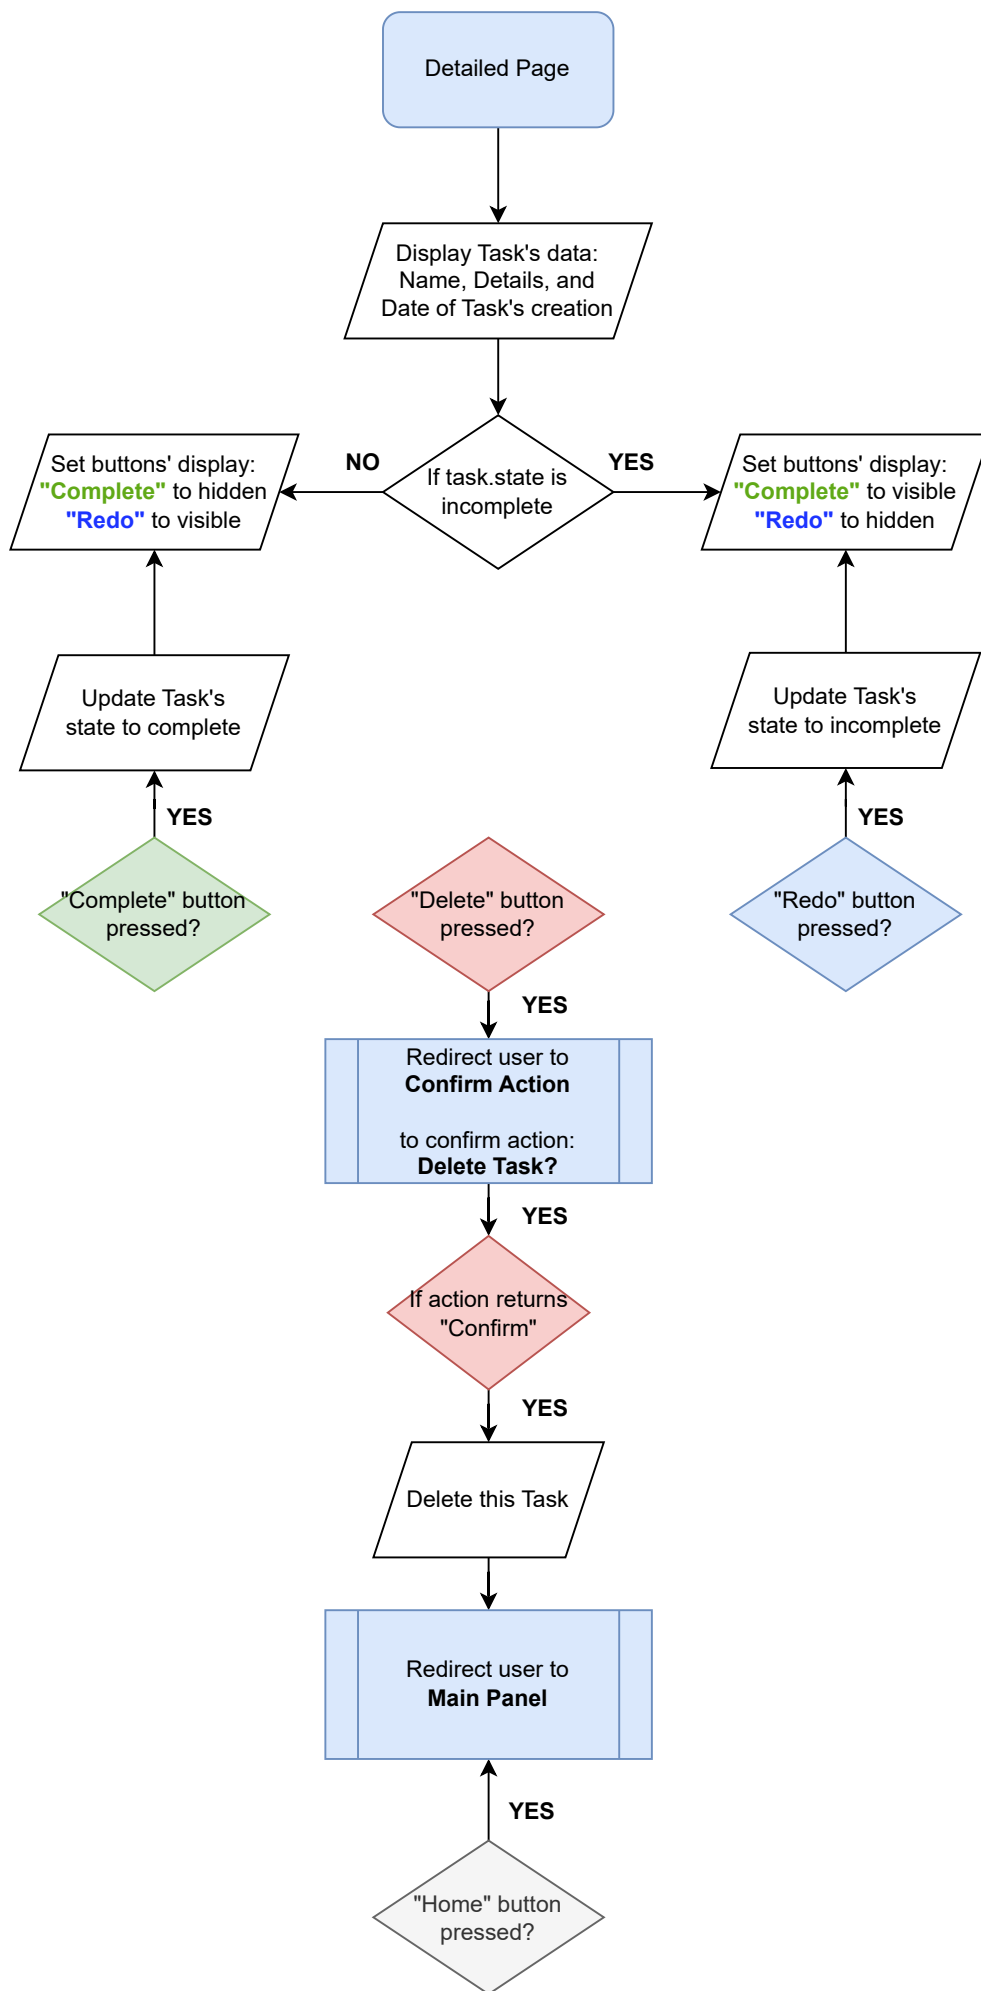 Detailed Page
Display Task's data:
Name, Details, and
Date of Task's creation
NO
If task.state is
incomplete
YES
Set buttons' display:
"Complete" to hidden
"Redo" to visible
Set buttons' display:
"Complete" to visible
"Redo" to hidden
Update Task's
state to complete
Update Task's
state to incomplete
YES
YES
"Complete" button
pressed?
"Delete" button
pressed?
"Redo" button
pressed?
YES
Redirect user to
Confirm Action
to confirm action:
Delete Task?
YES
If action returns
"Confirm"
YES
Delete this Task
Redirect user to
Main Panel
YES
"Home" button
pressed?